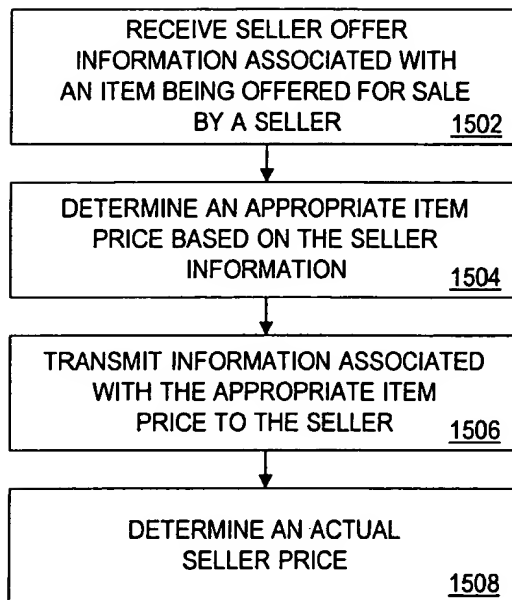 RECEIVE SELLER OFFER
INFORMATION ASSOCIATED WITH
AN ITEM BEING OFFERED FOR SALE
BY A SELLER
1502
DETERMINE AN APPROPRIATE ITEM
PRICE BASED ON THE SELLER
INFORMATION
1504
TRANSMIT INFORMATION ASSOCIATED
WITH THE APPROPRIATE ITEM
PRICE TO THE SELLER
1506
DETERMINE AN ACTUAL
SELLER PRICE
1508